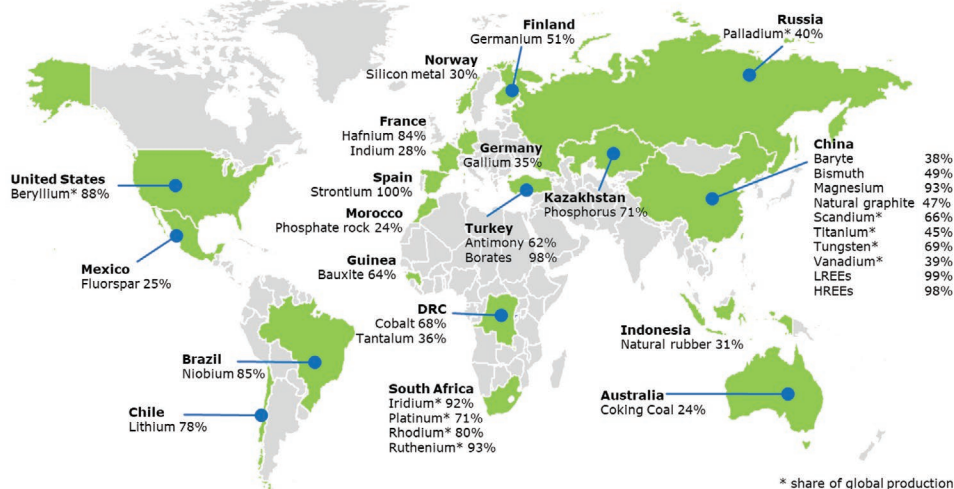 Finland
Germanium 51%
Russia
Palladium* 40%
Norway
Silicon metal 30%
France
Hafnium 84%
Indium 28%
Germany
Gallium 35%
China
Baryte 38%
Bismuth 49%
Magnesium 93%
Natural graphite 47%
Scandium* 66%
Titanium* 45%
Tungsten* 69%
Vanadium* 39%
LREEs 99%
HREEs 98%
United States
Beryllium* 88%
Spain
Strontium 100%
Kazakhstan
Phosphorus 71%
Morocco
Phosphate rock 24%
Turkey
Antimony 62%
Borates 98%
Mexico
Fluorspar 25%
Guinea
Bauxite 64%
DRC
Cobalt 68%
Tantalum 36%
Indonesia
Natural rubber 31%
Brazil
Niobium 85%
South Africa
Iridium* 92%
Platinum* 71%
Rhodium* 80%
Ruthenium* 93%
Australia
Coking Coal 24%
Chile
Lithium 78%
* share of global production